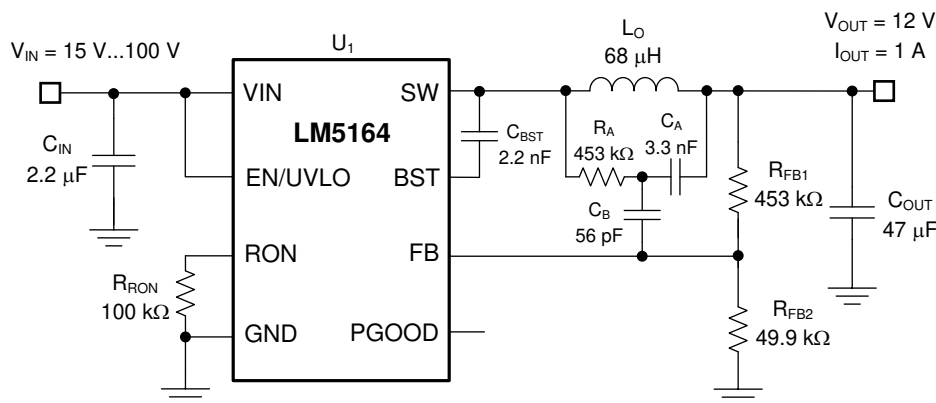 VIN = 15 V...100 V
U1
LO
68 μH
VOUT = 12 V
IOUT = 1 A
VIN
SW
LM5164
CIN
2.2 μF
CBST
2.2 nF
RA
453 kΩ
CA
3.3 nF
EN/UVLO
BST
RFB1
453 kΩ
COUT
47 μF
CB
56 pF
RON
FB
RRON
100 kΩ
GND
PGOOD
RFB2
49.9 kΩ